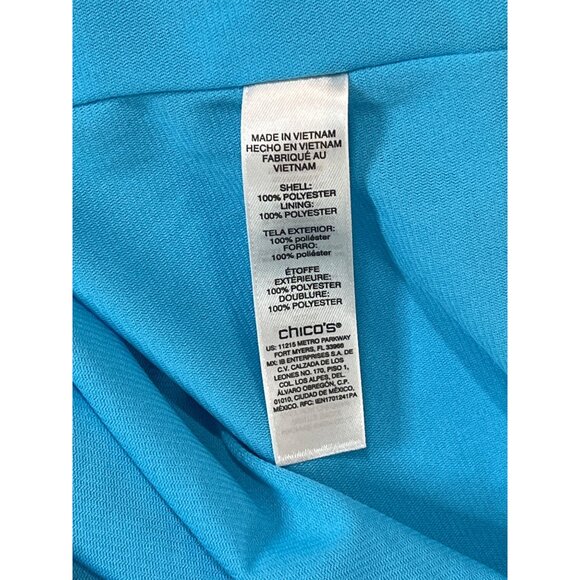 MADE IN VIETNAM
HECHO EN VIETNAM
FABRIQUÉ AU
VIETNAM
SHELL:
100% POLYESTER
LINING:
100% POLYESTER
TELA EXTERIOR:
100% poliéster
FORRO:
100% poliéster
ÉTOFFE
EXTÉRIEURE:
100% POLYESTER
DOUBLURE:
100% POLYESTER
chico's®
US: 11215 METRO PARKWAY
FORT MYERS, FL 33966
MX: IB ENTERPRISES S.A. DE
C.V. CALZADA DE LOS
LEONES NO. 170, PISO 1,
COL. LOS ALPES, DEL.
ÁLVARO OBREGÓN, C.P.
01010, CIUDAD DE MÉXICO,
MÉXICO. RFC: IEN1701241PA